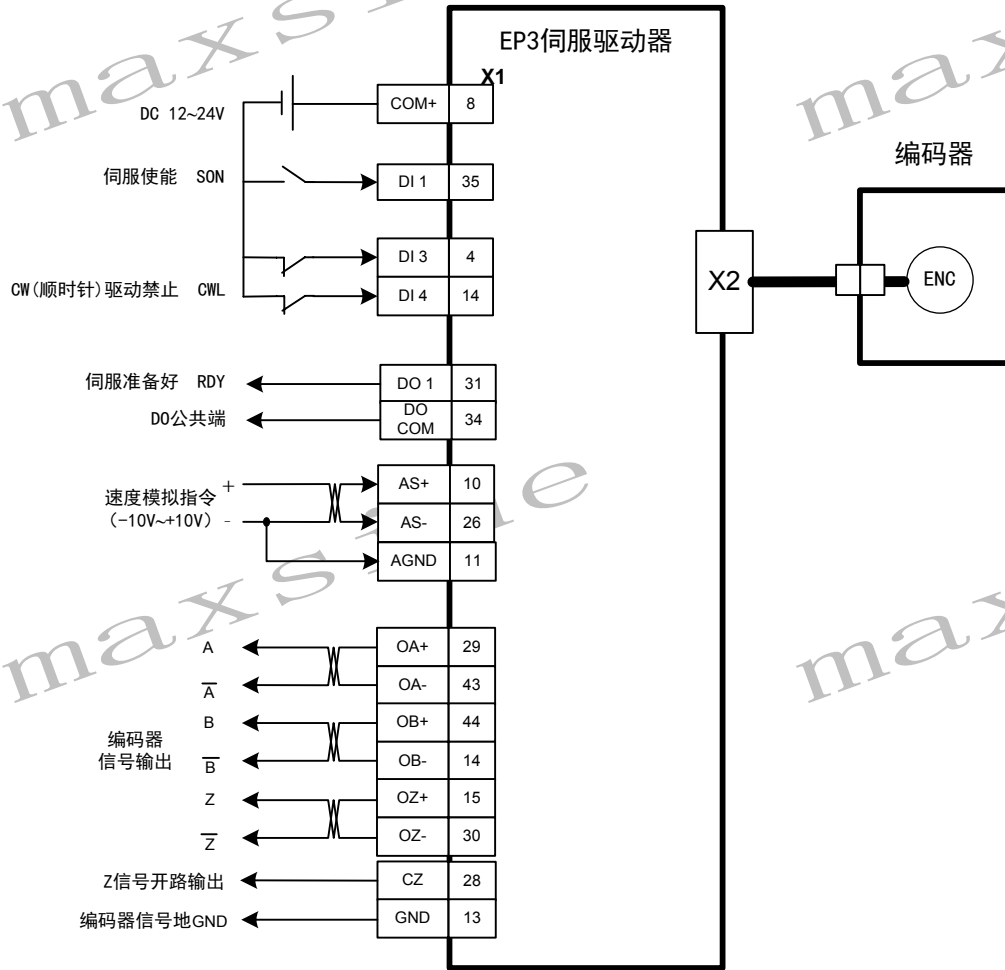 EP3伺服驱动器
X1
DC 12~24V
COM+ 8
伺服使能 SON
DI 1 35
DI 3 4
CW(顺时针)驱动禁止 CWL
DI 4 14
伺服准备好 RDY
DO 1 31
DO公共端
DO
COM
34
速度模拟指令
(-10V~+10V)
+
-
AS+ 10
AS- 26
AGND 11
A
OA+ 29
A
OA- 43
B
OB+ 44
编码器
信号输出
B
OB- 14
Z
OZ+ 15
Z
OZ- 30
Z信号开路输出
CZ 28
编码器信号地GND
GND 13
X2
编码器
ENC
maxsine
maxsine
max
max